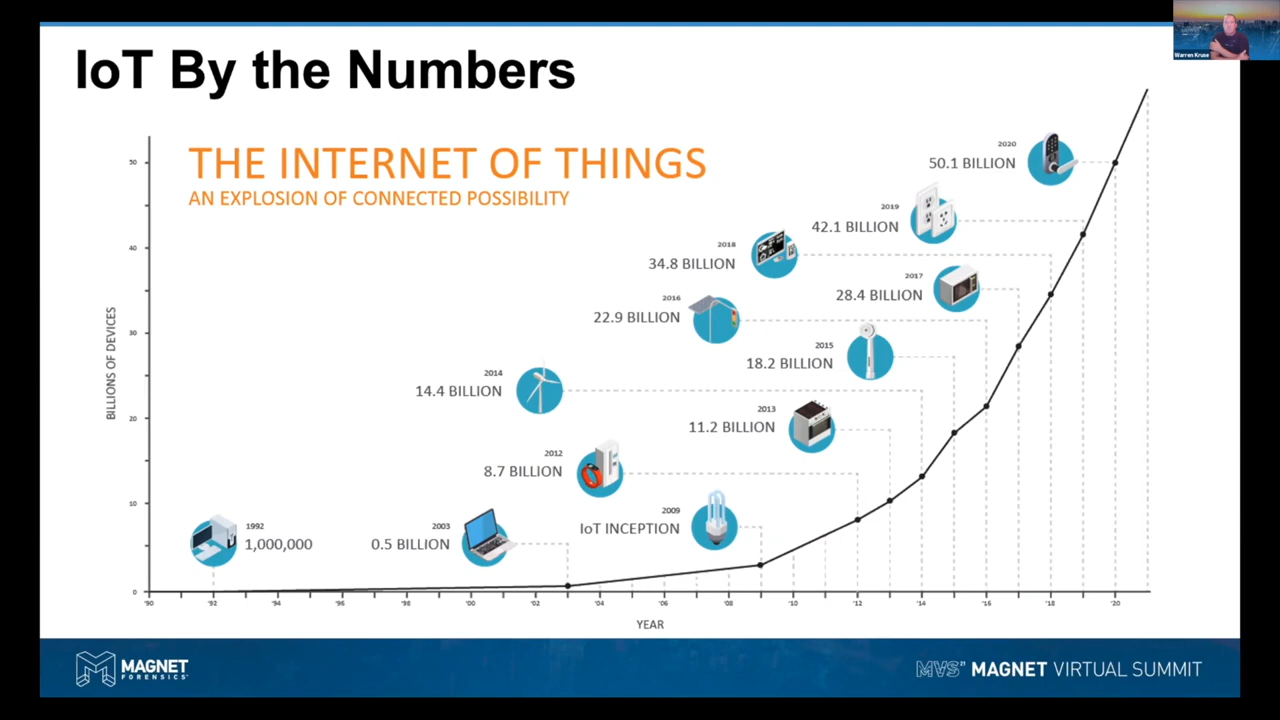 IoT By the Numbers
Warren Kruse
THE INTERNET OF THINGS
AN EXPLOSION OF CONNECTED POSSIBILITY
2020
50.1 BILLION
2019
42.1 BILLION
2018
34.8 BILLION
2017
28.4 BILLION
2016
22.9 BILLION
2015
18.2 BILLION
2014
14.4 BILLION
2013
11.2 BILLION
2012
8.7 BILLION
2009
IoT INCEPTION
2003
0.5 BILLION
1992
1,000,000
BILLIONS OF DEVICES
50
40
30
20
10
0
'90 '92 '94 '96 '98 '00 '02 '04 '06 '08 '10 '12 '14 '16 '18 '20
YEAR
MAGNET
FORENSICS
MVS21 MAGNET VIRTUAL SUMMIT